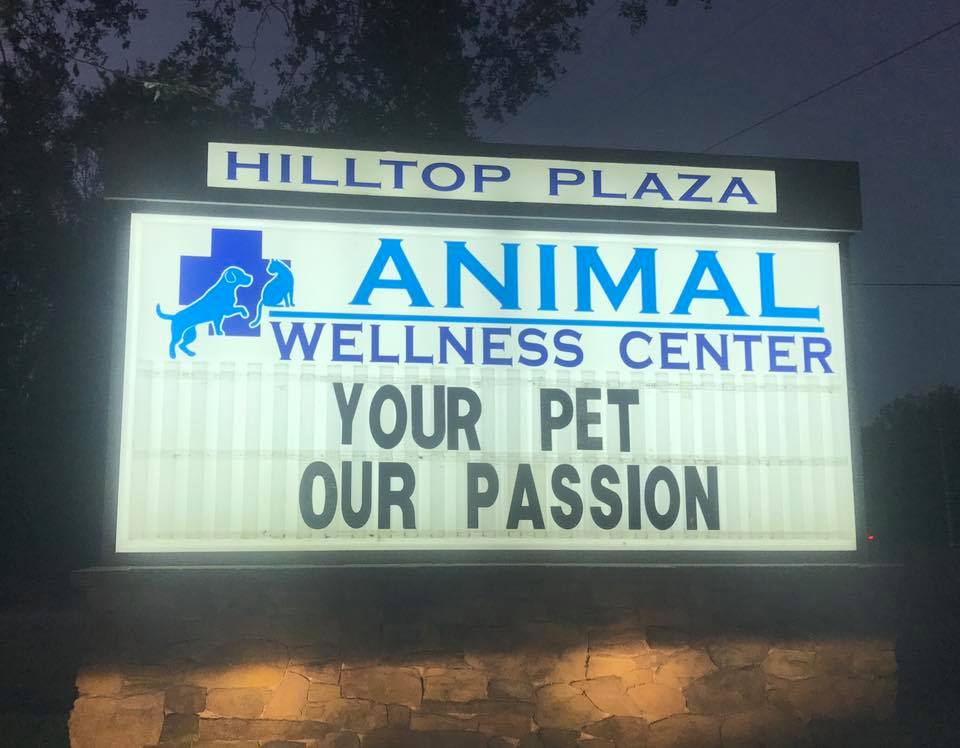 HILLTOP PLAZA
ANIMAL
WELLNESS CENTER
YOUR PET
OUR PASSION